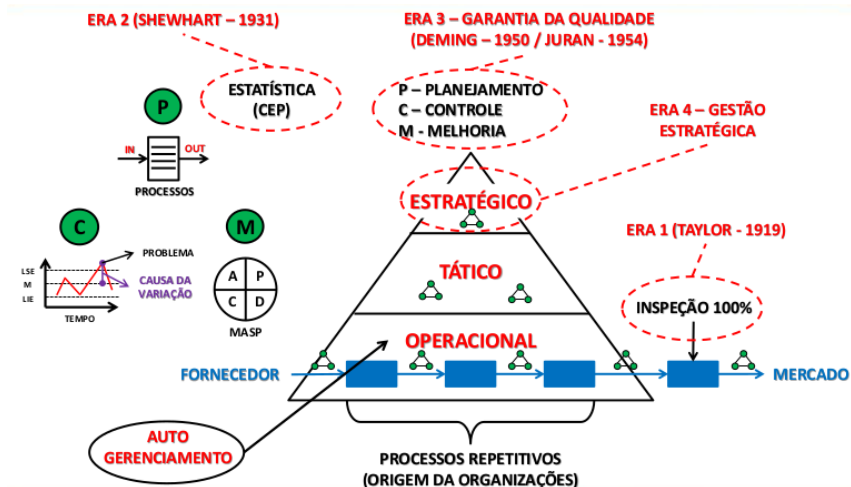 ERA 2 (SHEWHART – 1931)
ERA 3 – GARANTIA DA QUALIDADE
(DEMING – 1950 / JURAN - 1954)
ESTATÍSTICA
(CEP)
P – PLANEJAMENTO
C – CONTROLE
M - MELHORIA
ERA 4 – GESTÃO
ESTRATÉGICA
P
IN
OUT
PROCESSOS
ESTRATÉGICO
C
M
ERA 1 (TAYLOR - 1919)
PROBLEMA
LSE
M
LIE
CAUSA DA
VARIAÇÃO
TEMPO
A
P
C
D
MASP
TÁTICO
INSPEÇÃO 100%
OPERACIONAL
FORNECEDOR
MERCADO
AUTO
GERENCIAMENTO
PROCESSOS REPETITIVOS
(ORIGEM DA ORGANIZAÇÕES)